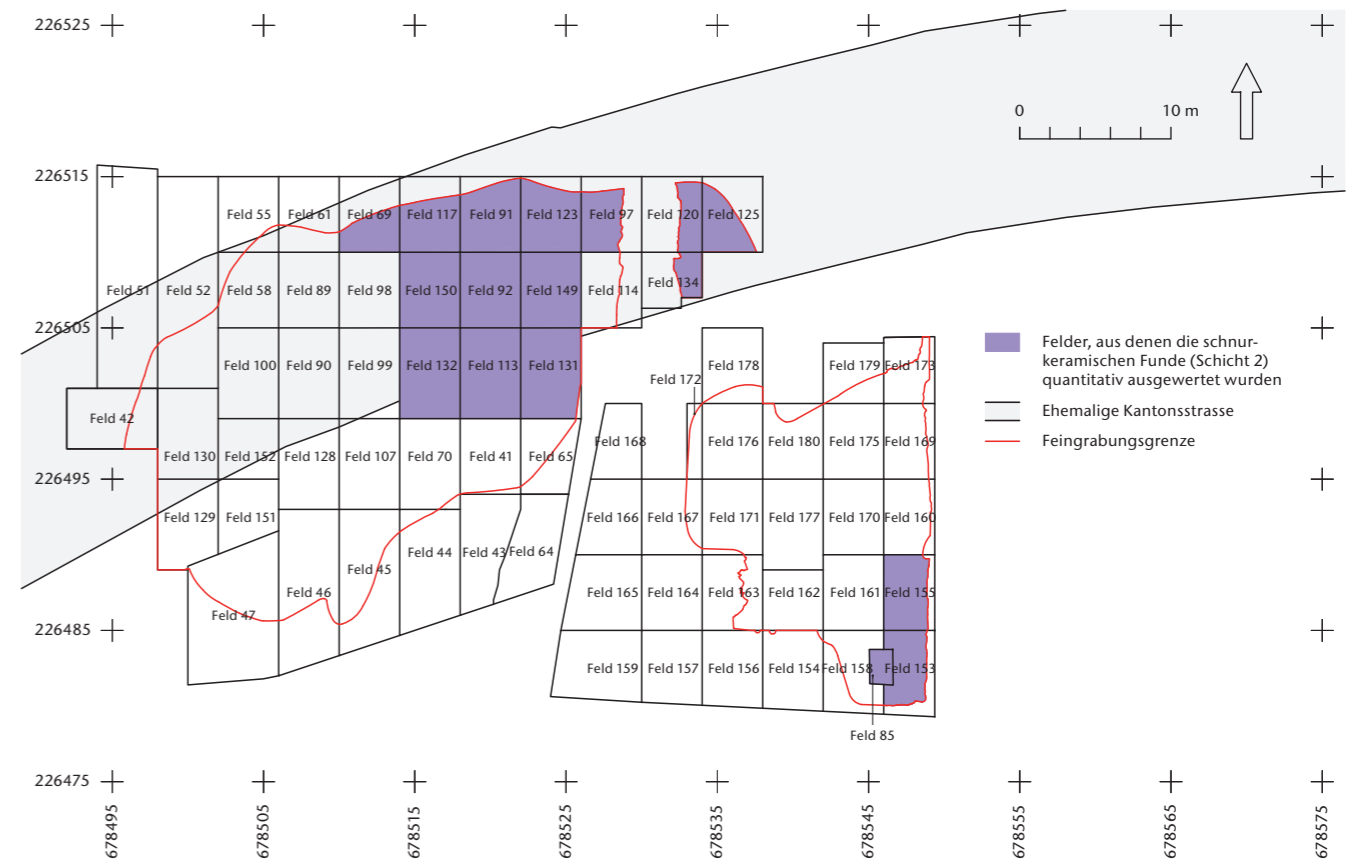 226525
0 10 m
226515
Feld 55 Feld 61 Feld 69 Feld 117 Feld 91 Feld 123 Feld 97 Feld 120 Feld 125
Feld 51 Feld 52 Feld 58 Feld 89 Feld 98 Feld 150 Feld 92 Feld 149 Feld 114 Feld 134
226505
Feld 100 Feld 90 Feld 99 Feld 132 Feld 113 Feld 131 Feld 178 Feld 179 Feld 173
Feld 172
Felder, aus denen die schnur-
keramischen Funde (Schicht 2)
quantitativ ausgewertet wurden
Ehemalige Kantonsstrasse
Feingrabungsgrenze
Feld 42
Feld 130 Feld 152 Feld 128 Feld 107 Feld 70 Feld 41 Feld 65 Feld 168 Feld 176 Feld 180 Feld 175 Feld 169
226495
Feld 129 Feld 151 Feld 166 Feld 167 Feld 171 Feld 177 Feld 170 Feld 160
Feld 47 Feld 46 Feld 45 Feld 44 Feld 43 Feld 64
Feld 165 Feld 164 Feld 163 Feld 162 Feld 161 Feld 155
226485
Feld 159 Feld 157 Feld 156 Feld 154 Feld 158 Feld 153
Feld 85
226475
678495 678505 678515 678525 678535 678545 678555 678565 678575